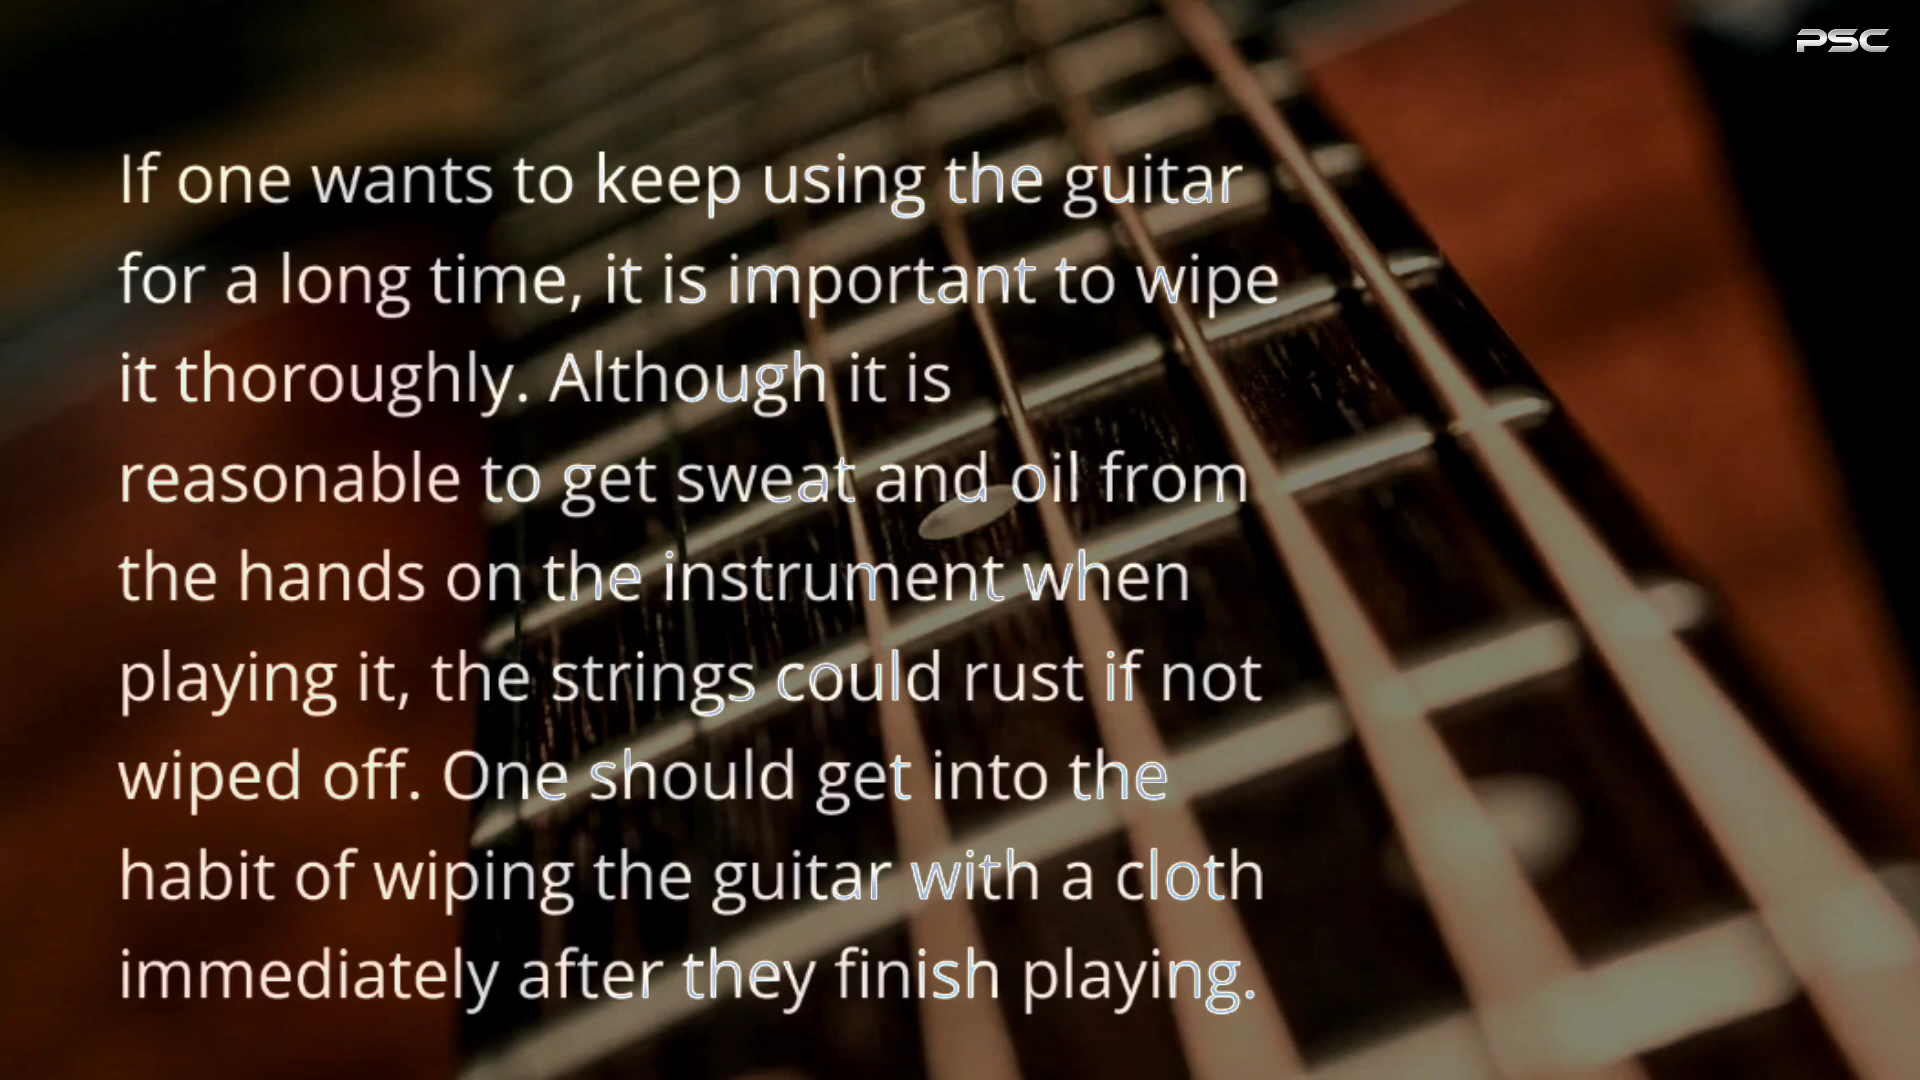 PSC
If one wants to keep using the guitar
for a long time, it is important to wipe
it thoroughly. Although it is
reasonable to get sweat and oil from
the hands on the instrument when
playing it, the strings could rust if not
wiped off. One should get into the
habit of wiping the guitar with a cloth
immediately after they finish playing.